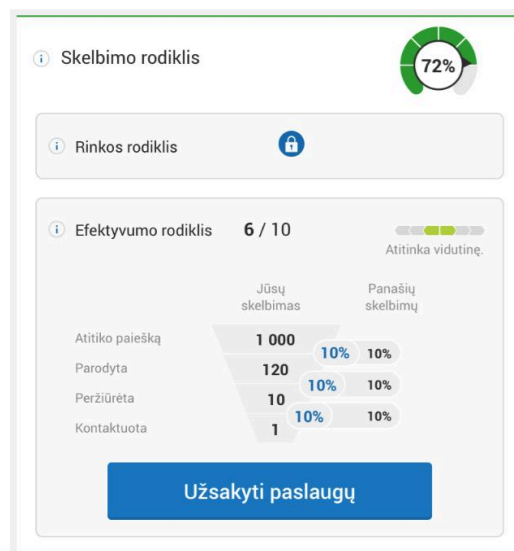 Skelbimo rodiklis
72%
Rinkos rodiklis
Efektyvumo rodiklis 6 / 10
Atitinka vidutinę.
Jūsų skelbimas
Panašių skelbimų
Atitiko paiešką 1 000
10% 10%
Parodyta 120
10% 10%
Peržiūrėta 10
10% 10%
Kontaktuota 1
Užsakyti paslaugų